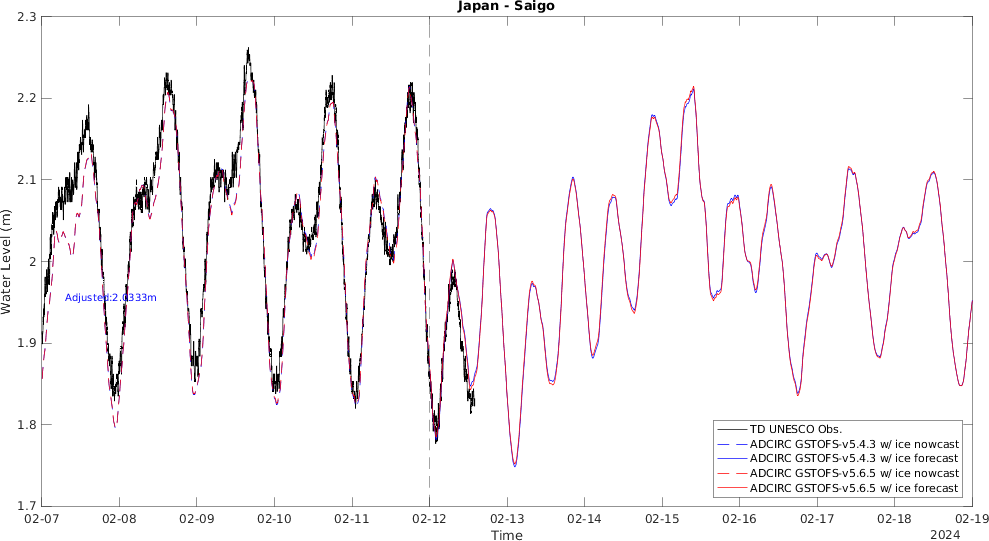 Japan - Saigo
Water Level (m)
2.3
2.2
2.1
2
1.9
1.8
1.7
Adjusted:2.0333m
TD UNESCO Obs.
ADCIRC GSTOFS-v5.4.3 w/ ice nowcast
ADCIRC GSTOFS-v5.4.3 w/ ice forecast
ADCIRC GSTOFS-v5.6.5 w/ ice nowcast
ADCIRC GSTOFS-v5.6.5 w/ ice forecast
02-07 02-08 02-09 02-10 02-11 02-12 02-13 02-14 02-15 02-16 02-17 02-18 02-19
Time
2024